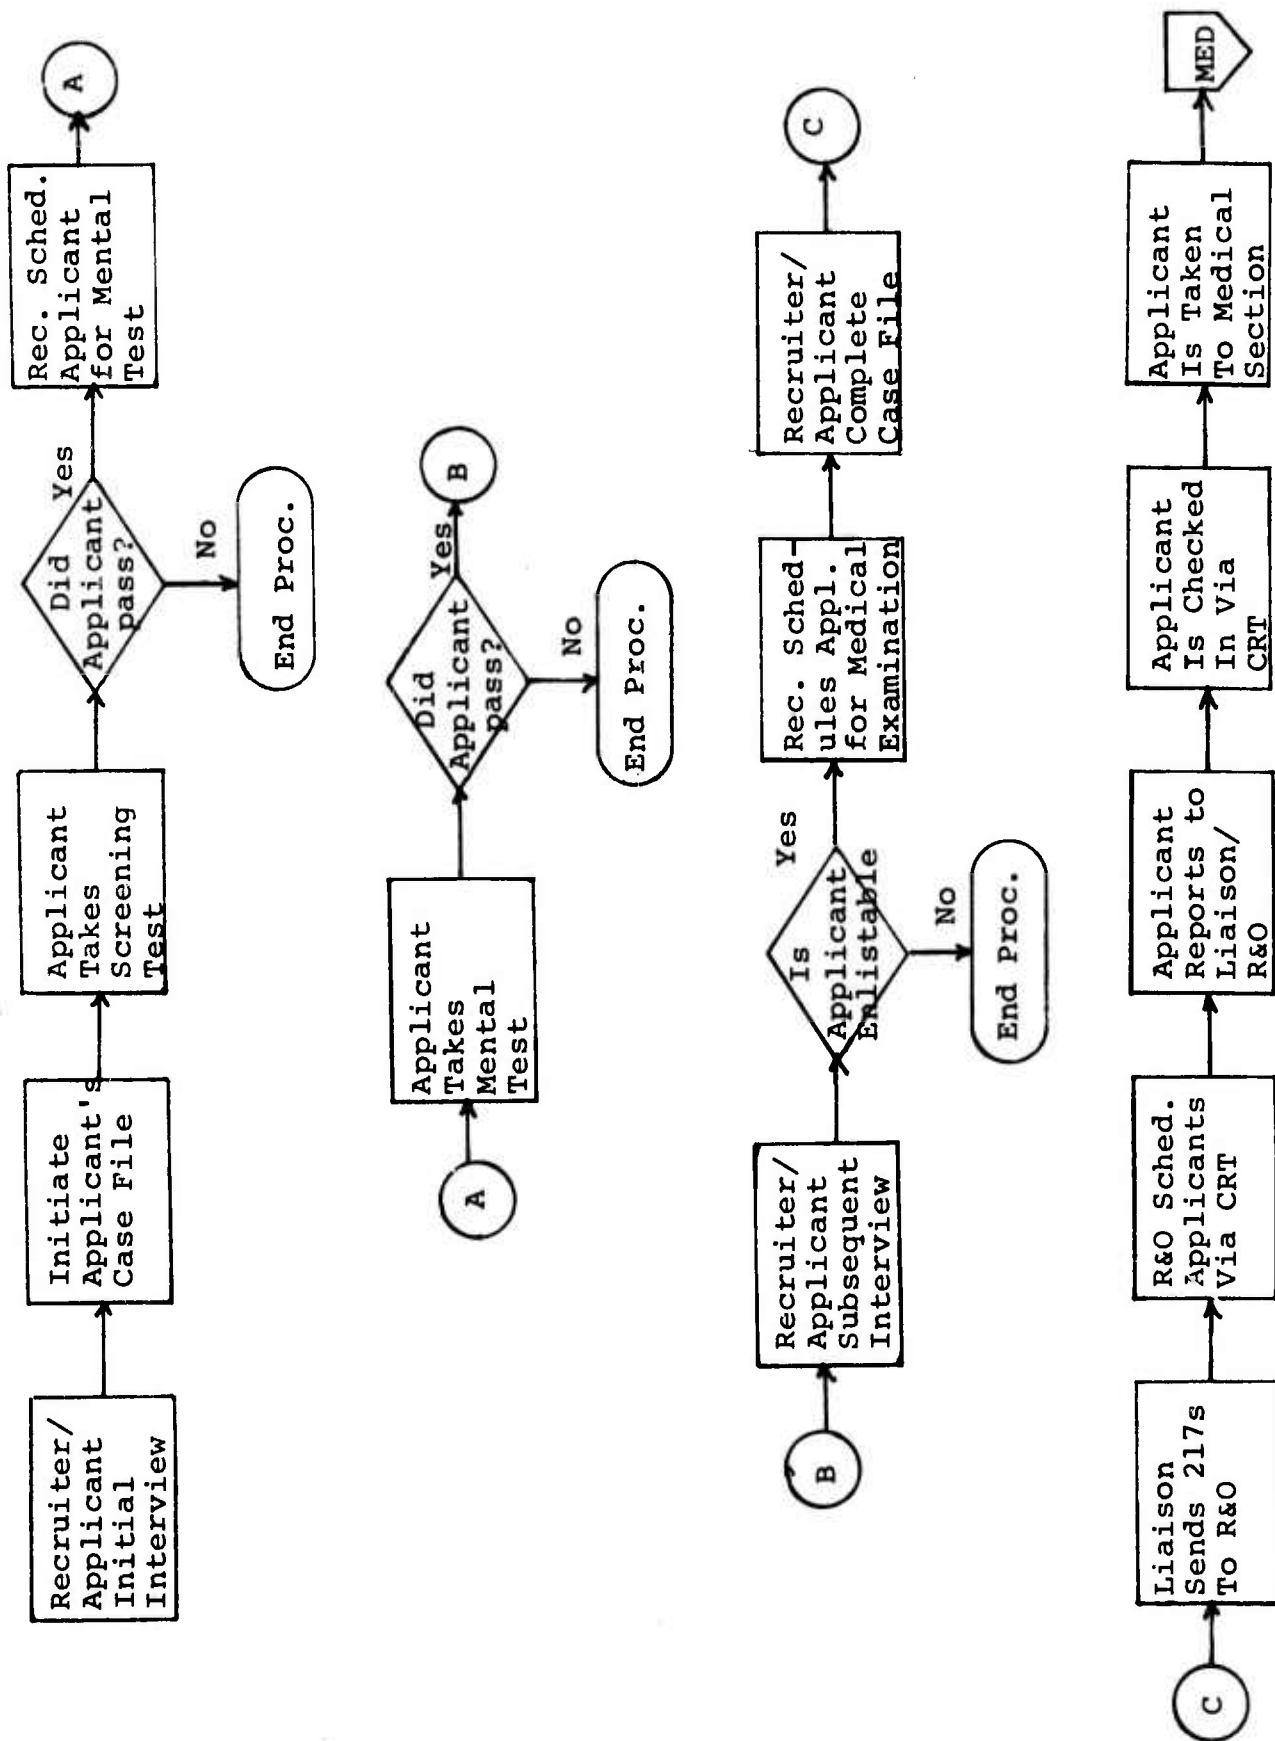 Recruiter/
Applicant
Initial
Interview
Initiate
Applicant's
Case File
Applicant
Takes
Screening
Test
Did
Applicant
pass?
Yes
No
End Proc.
Rec. Sched.
Applicant
for Mental
Test
A
A
Applicant
Takes
Mental
Test
Did
Applicant
pass?
Yes
No
End Proc.
B
B
Recruiter/
Applicant
Subsequent
Interview
Is
Applicant
Enlistable
Yes
No
End Proc.
Rec. Sched-
ules Appl.
for Medical
Examination
Recruiter/
Applicant
Complete
Case File
C
C
Liaison
Sends 217s
To R&O
R&O Sched.
Applicants
Via CRT
Applicant
Reports to
Liaison/
R&O
Applicant
Is Checked
In Via
CRT
Applicant
Is Taken
To Medical
Section
MED